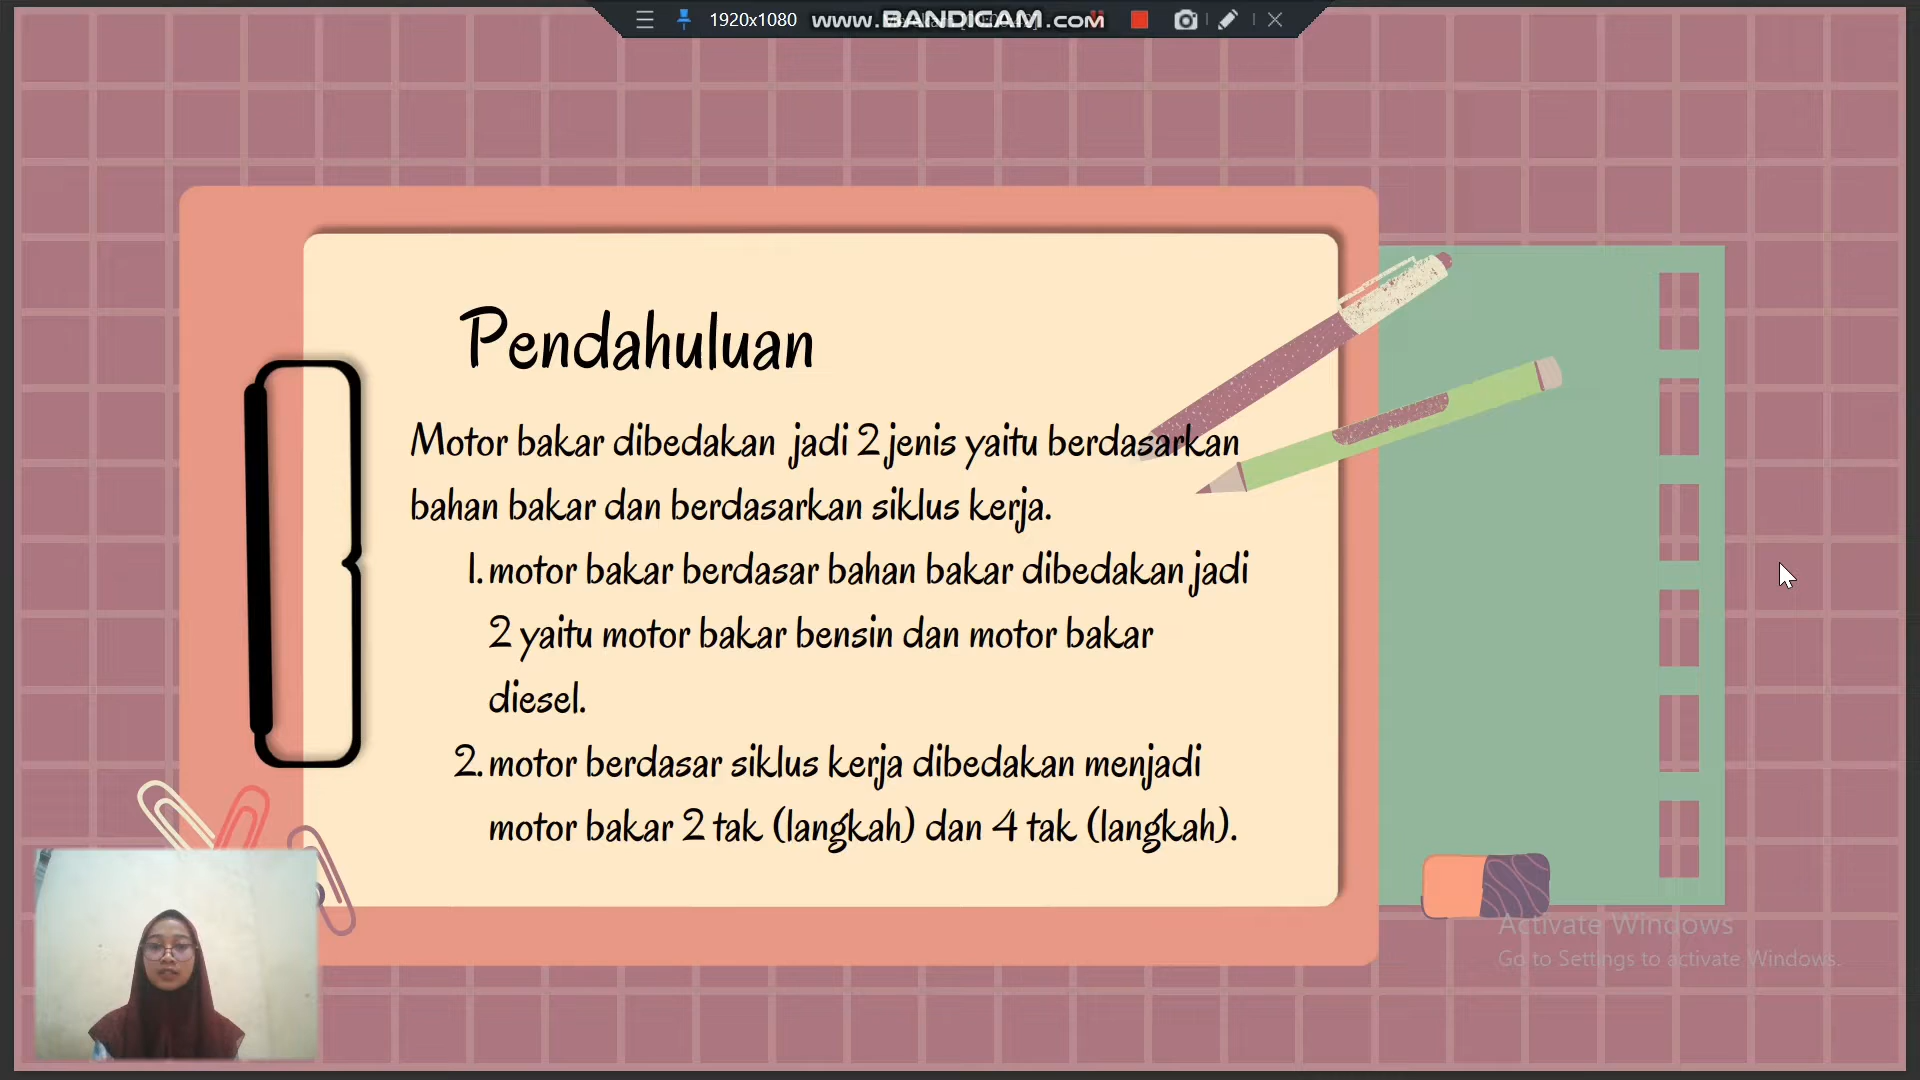 1920x1080
www.BANDICAM.com
Pendahuluan
Motor bakar dibedakan jadi 2 jenis yaitu berdasarkan
bahan bakar dan berdasarkan siklus kerja.
1. motor bakar berdasar bahan bakar dibedakan jadi
2 yaitu motor bakar bensin dan motor bakar
diesel.
2. motor berdasar siklus kerja dibedakan menjadi
motor bakar 2 tak (langkah) dan 4 tak (langkah).
Activate Windows
Go to Settings to activate Windows.